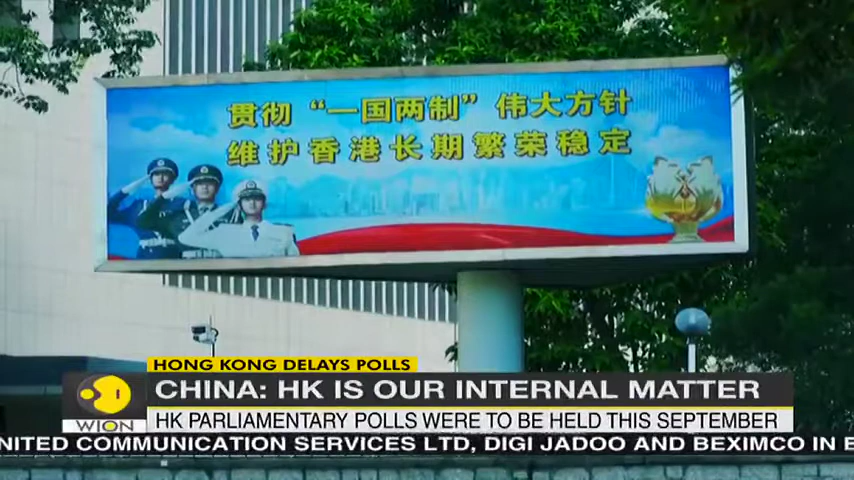 贯彻 “一国两制” 伟大方针
维护香港长期繁荣稳定
HONG KONG DELAYS POLLS
CHINA: HK IS OUR INTERNAL MATTER
WION
HK PARLIAMENTARY POLLS WERE TO BE HELD THIS SEPTEMBER
NITED COMMUNICATION SERVICES LTD, DIGI JADOO AND BEXIMCO IN